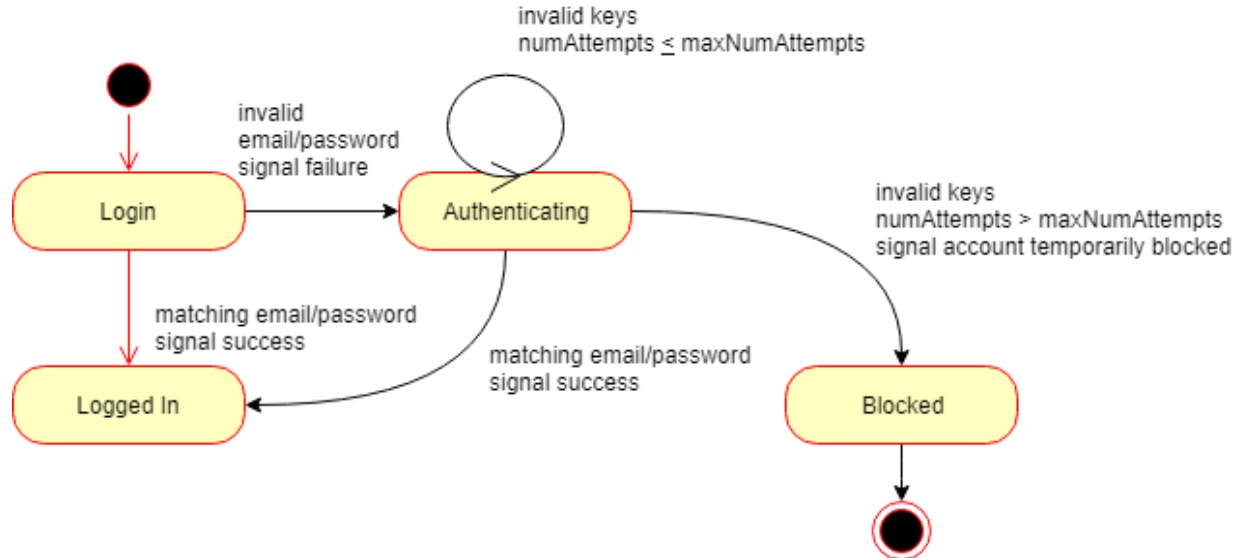 invalid keys
numAttempts ≤ maxNumAttempts
invalid
email/password
signal failure
Login
Authenticating
invalid keys
numAttempts > maxNumAttempts
signal account temporarily blocked
matching email/password
signal success
matching email/password
signal success
Logged In
Blocked